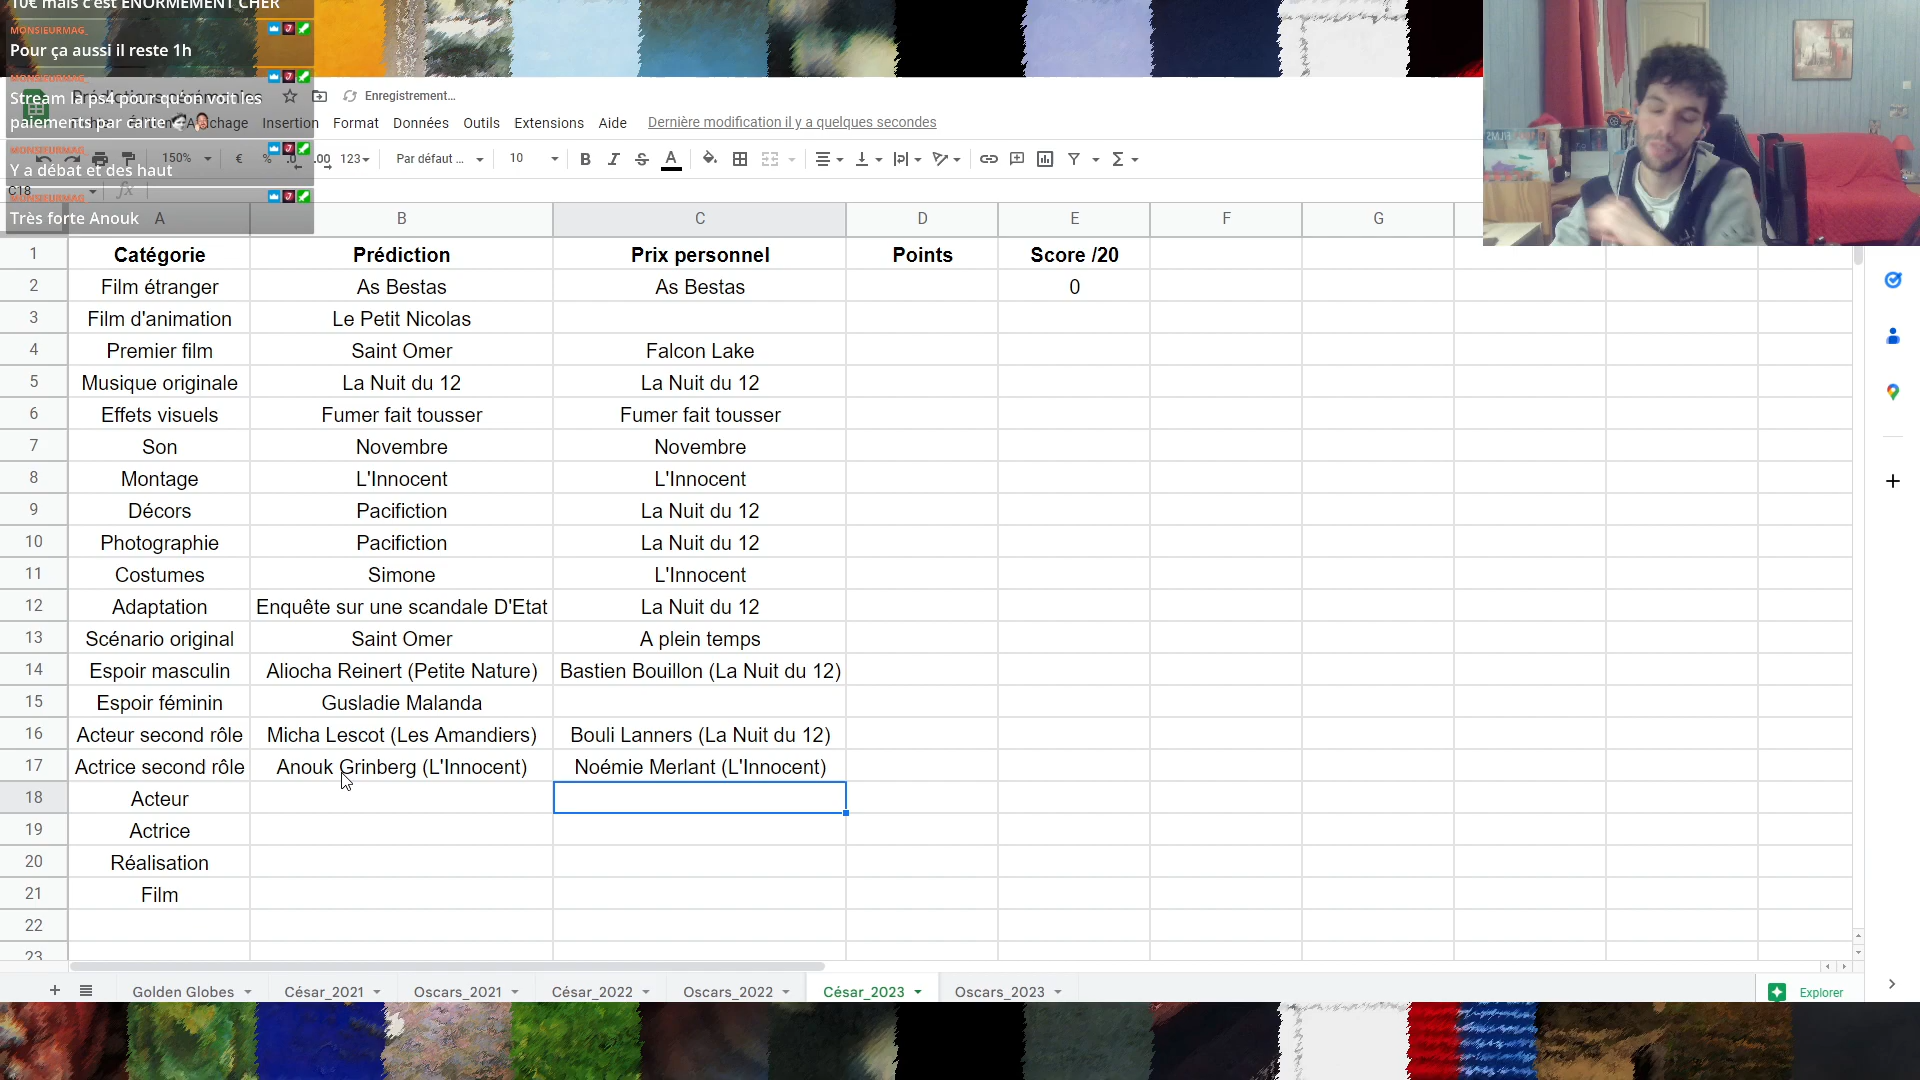 10€ mais c'est ENORMEMENT CHER
MONSIEURMAG_
Pour ça aussi il reste 1h
MONSIEURMAG_
Stream la ps4 pour qu'on voit les
paiements par carte
MONSIEURMAG_
Y a débat et des haut
MONSIEURMAG_
Très forte Anouk
Enregistrement…
Insertion Format Données Outils Extensions Aide Dernière modification il y a quelques secondes
150% € % .0 .00 123 Par défaut ... 10 B I S A
C18 fx
A B C D E F G
1 Catégorie Prédiction Prix personnel Points Score /20
2 Film étranger As Bestas As Bestas 0
3 Film d'animation Le Petit Nicolas
4 Premier film Saint Omer Falcon Lake
5 Musique originale La Nuit du 12 La Nuit du 12
6 Effets visuels Fumer fait tousser Fumer fait tousser
7 Son Novembre Novembre
8 Montage L'Innocent L'Innocent
9 Décors Pacifiction La Nuit du 12
10 Photographie Pacifiction La Nuit du 12
11 Costumes Simone L'Innocent
12 Adaptation Enquête sur une scandale D'Etat La Nuit du 12
13 Scénario original Saint Omer A plein temps
14 Espoir masculin Aliocha Reinert (Petite Nature) Bastien Bouillon (La Nuit du 12)
15 Espoir féminin Gusladie Malanda
16 Acteur second rôle Micha Lescot (Les Amandiers) Bouli Lanners (La Nuit du 12)
17 Actrice second rôle Anouk Grinberg (L'Innocent) Noémie Merlant (L'Innocent)
18 Acteur
19 Actrice
20 Réalisation
21 Film
22
23
Golden Globes César_2021 Oscars_2021 César_2022 Oscars_2022 César_2023 Oscars_2023 Explorer